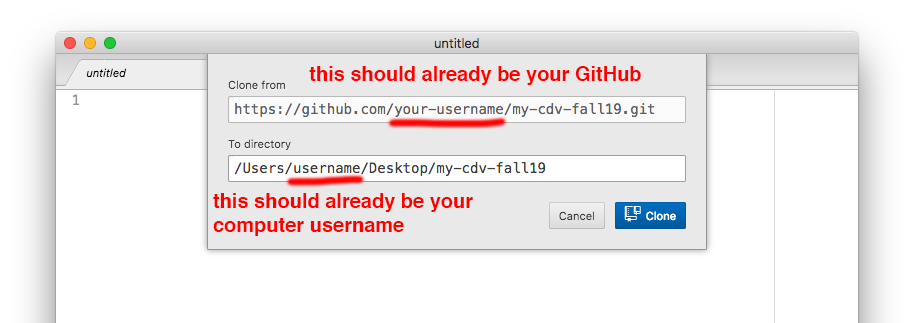 untitled
untitled
this should already be your GitHub
Clone from
1
https://github.com/your-username/my-cdv-fall19.git
To directory
/Users/username/Desktop/my-cdv-fall19
this should already be your
computer username
Cancel
Clone